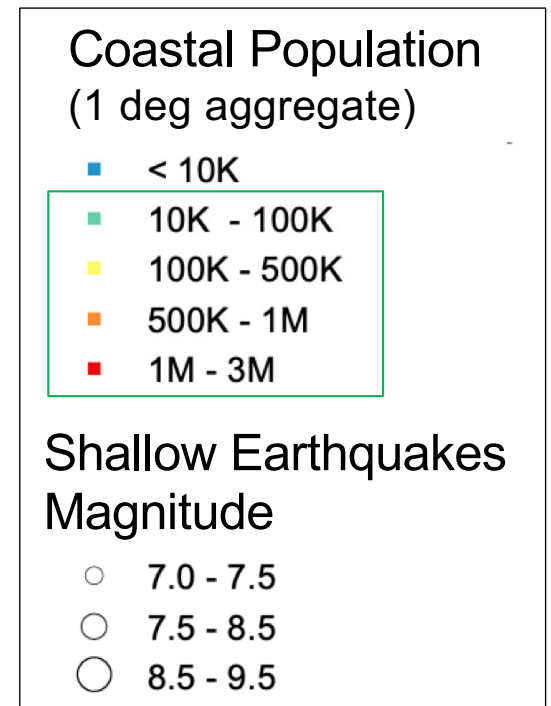 Coastal Population
(1 deg aggregate)
< 10K
10K - 100K
100K - 500K
500K - 1M
1M - 3M
Shallow Earthquakes
Magnitude
7.0 - 7.5
7.5 - 8.5
8.5 - 9.5